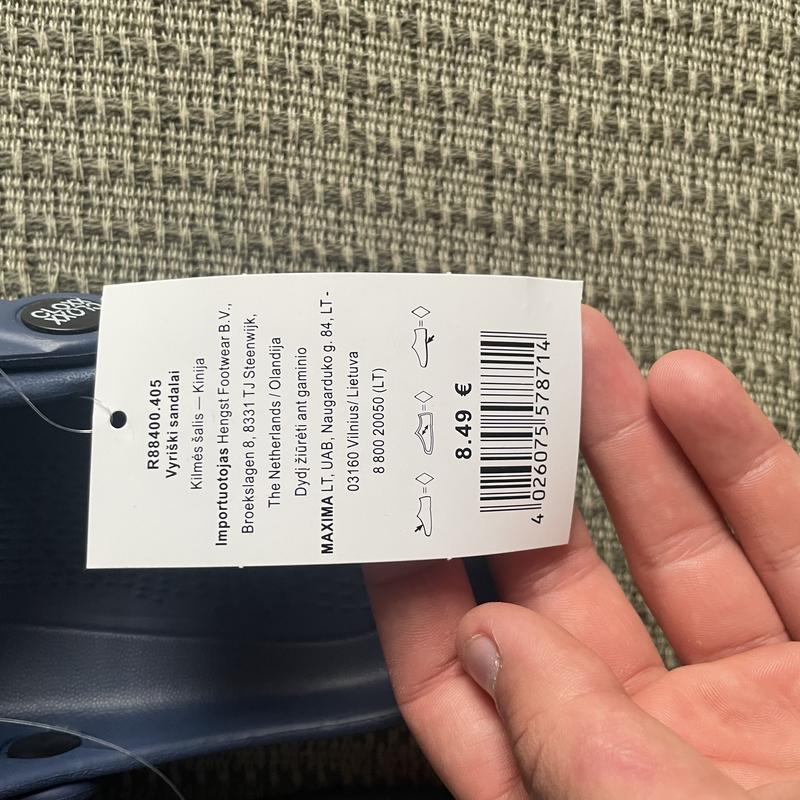 R88400.405
Vyriški sandalai
Kilmės šalis — Kinija
Importuotojas Hengst Footwear B.V.,
Broekslagen 8, 8331 TJ Steenwijk,
The Netherlands / Olandija
Dydį žiūrėti ant gaminio
MAXIMA LT, UAB, Naugarduko g. 84, LT -
03160 Vilnius/ Lietuva
8 800 20050 (LT)
8.49 €
4 026075 578714
CLOXX
CLOXX